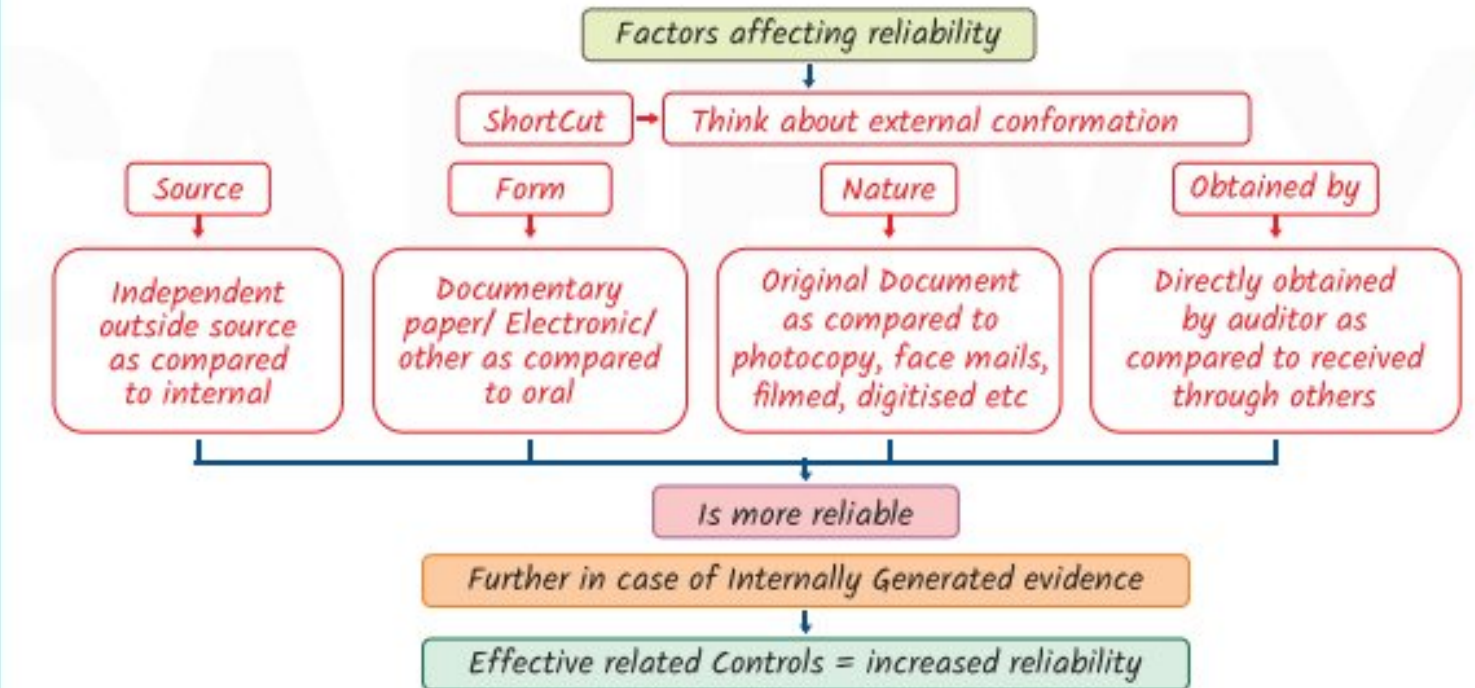 Factors affecting reliability
ShortCut
Think about external conformation
Source
Form
Nature
Obtained by
Independent
outside source
as compared
to internal
Documentary
paper/ Electronic/
other as compared
to oral
Original Document
as compared to
photocopy, face mails,
filmed, digitised etc
Directly obtained
by auditor as
compared to received
through others
Is more reliable
Further in case of Internally Generated evidence
Effective related Controls = increased reliability